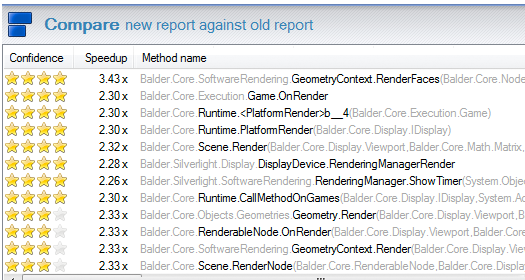 Compare new report against old report
Confidence Speedup Method name
3.43 x Balder.Core.SoftwareRendering.GeometryContext.RenderFaces(Balder.Core.Node
2.30 x Balder.Core.Execution.Game.OnRender
2.30 x Balder.Core.Runtime.<PlatformRender>b__4(Balder.Core.Execution.Game)
2.30 x Balder.Core.Runtime.PlatformRender(Balder.Core.Display.IDisplay)
2.32 x Balder.Core.Scene.Render(Balder.Core.Display.Viewport,Balder.Core.Math.Matrix,
2.28 x Balder.Silverlight.Display.DisplayDevice.RenderingManagerRender
2.26 x Balder.Silverlight.SoftwareRendering.RenderingManager.ShowTimer(System.Obje
2.30 x Balder.Core.Runtime.CallMethodOnGames(Balder.Core.Display.IDisplay,System.Ac
2.33 x Balder.Core.Objects.Geometries.Geometry.Render(Balder.Core.Display.Viewport,B
2.33 x Balder.Core.RenderableNode.OnRender(Balder.Core.Display.Viewport,Balder.Core
2.33 x Balder.Core.SoftwareRendering.GeometryContext.Render(Balder.Core.Display.View
2.33 x Balder.Core.Scene.RenderNode(Balder.Core.RenderableNode,Balder.Core.Display.